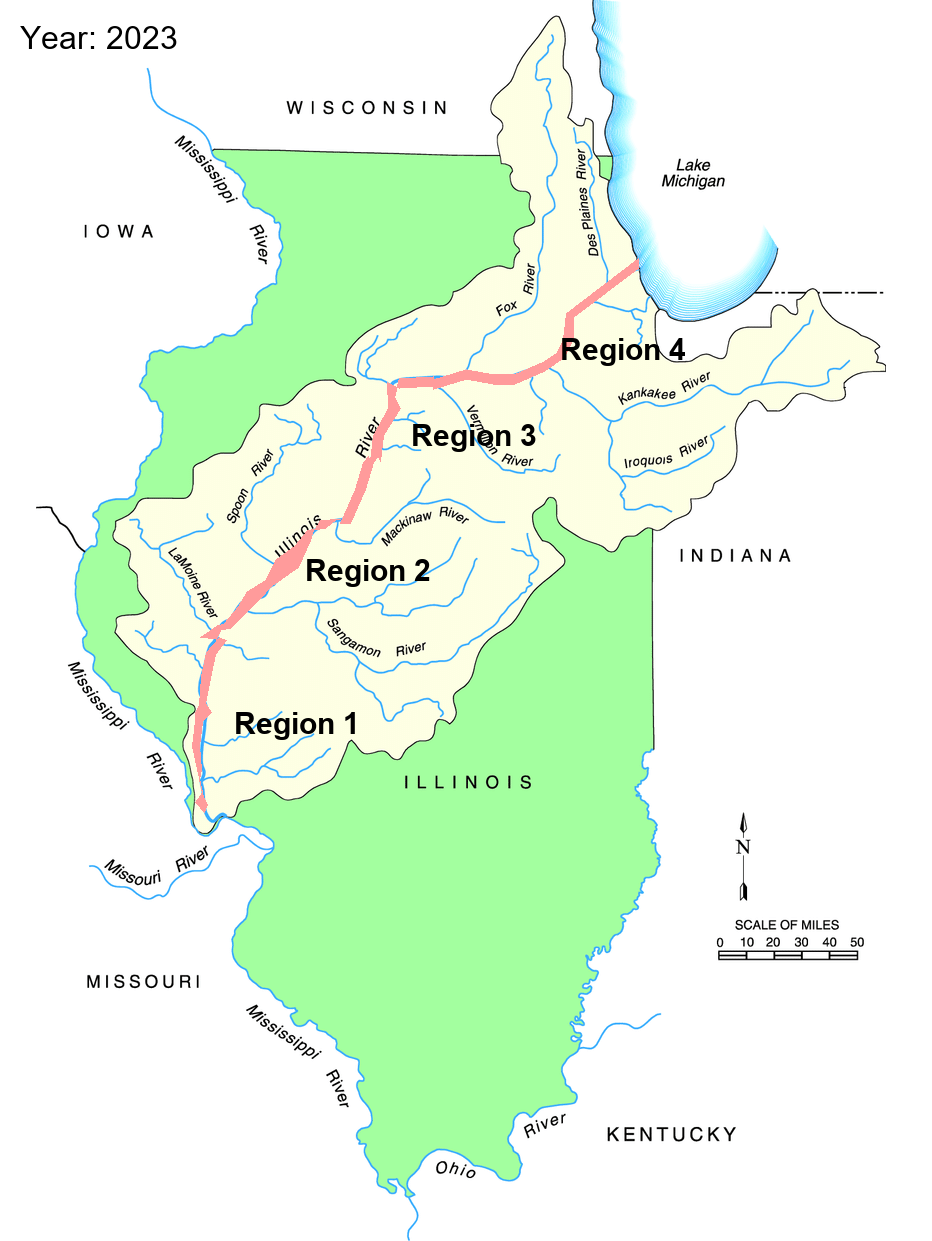 Year: 2023
WISCONSIN
Mississippi
River
Lake
Michigan
IOWA
Des Plaines River
Fox
River
Region 4
Kankakee River
Region 3
River
Vermilion
River
Iroquois River
Spoon River
Mackinaw River
Illinois
Region 2
LaMoine River
INDIANA
Sangamon River
Mississippi
River
Region 1
ILLINOIS
Missouri River
N
SCALE OF MILES
0 10 20 30 40 50
MISSOURI
Mississippi
River
River
KENTUCKY
Ohio